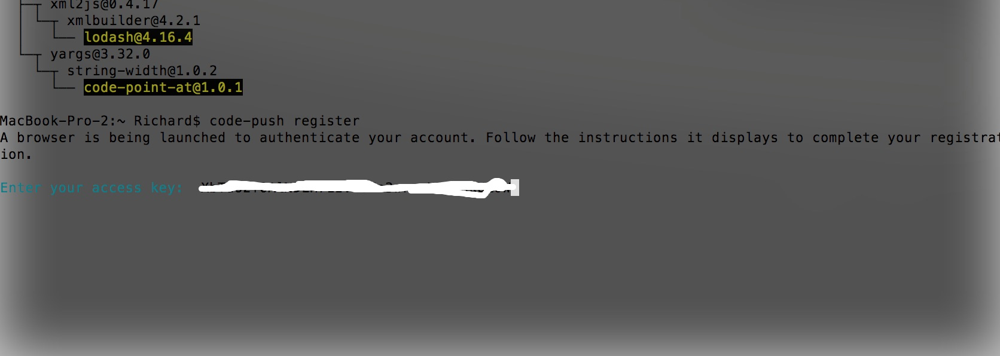 xml2js@0.4.17
xmlbuilder@4.2.1
lodash@4.16.4
yargs@3.32.0
string-width@1.0.2
code-point-at@1.0.1
MacBook-Pro-2:~ Richard$ code-push register
A browser is being launched to authenticate your account. Follow the instructions it displays to complete your registrat
ion.
Enter your access key: